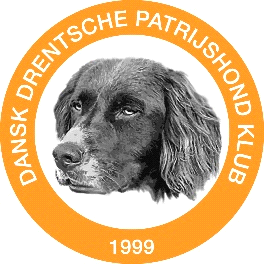 DANSK DRENTSCHE PATRIJSHOND KLUB
1999